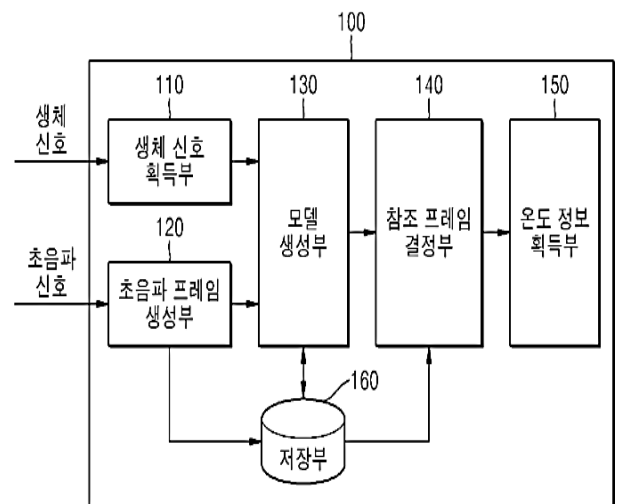 100
110
130
140
150
생체
신호
생체 신호
획득부
모델
생성부
참조 프레임
결정부
온도 정보
획득부
120
초음파
신호
초음파 프레임
생성부
160
저장부